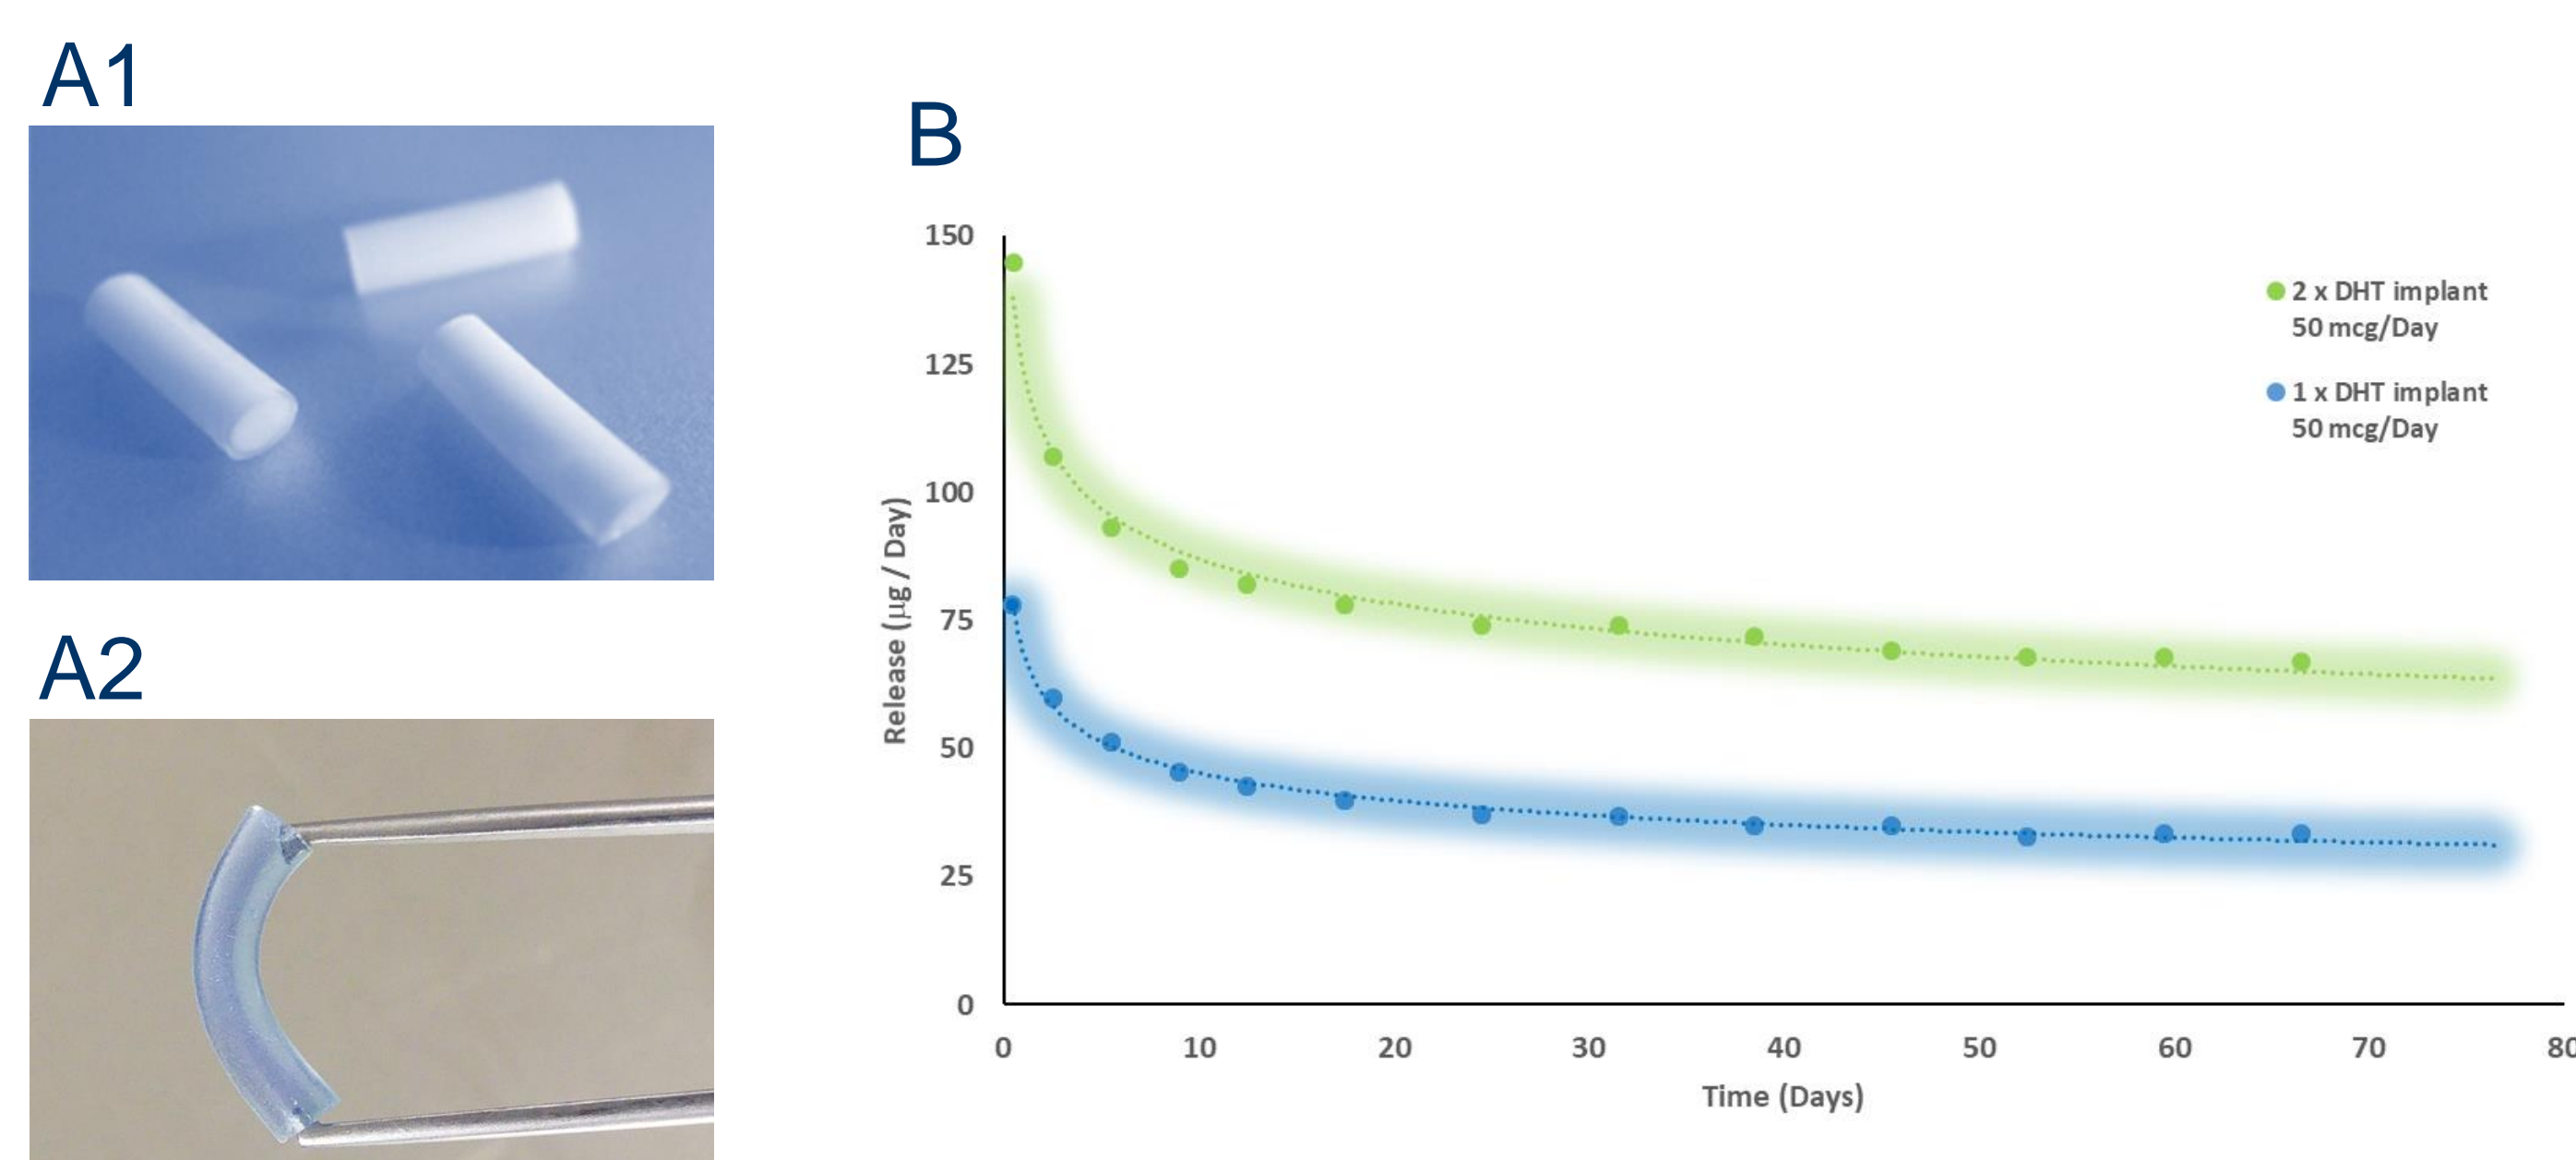 A1
A2
B
150
125
100
75
50
25
0
Release (µg / Day)
0 10 20 30 40 50 60 70 80
Time (Days)
2 x DHT implant
50 mcg/Day
1 x DHT implant
50 mcg/Day